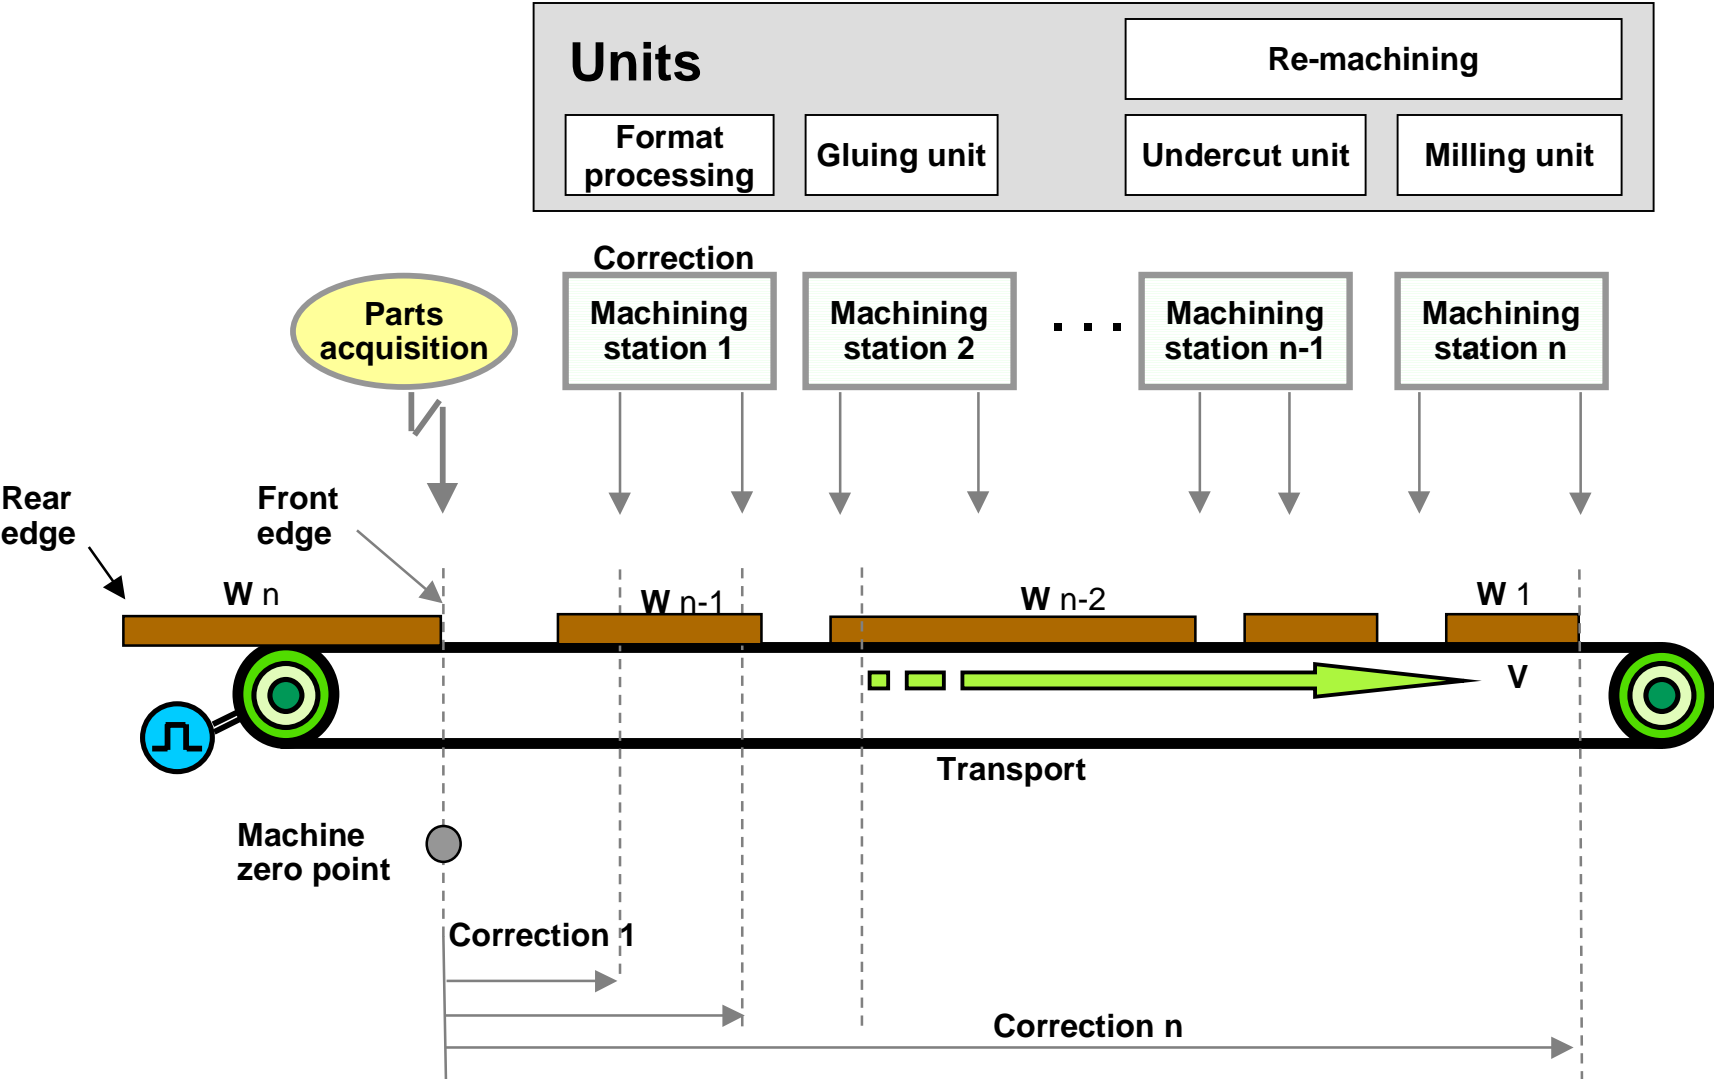 Units
Re-machining
Format
processing
Gluing unit
Undercut unit
Milling unit
Correction
Parts
acquisition
Machining
station 1
Machining
station 2
. . .
Machining
station n-1
Machining
station n
Rear
edge
Front
edge
W n
W n-1
W n-2
W 1
V
Transport
Machine
zero point
Correction 1
Correction n